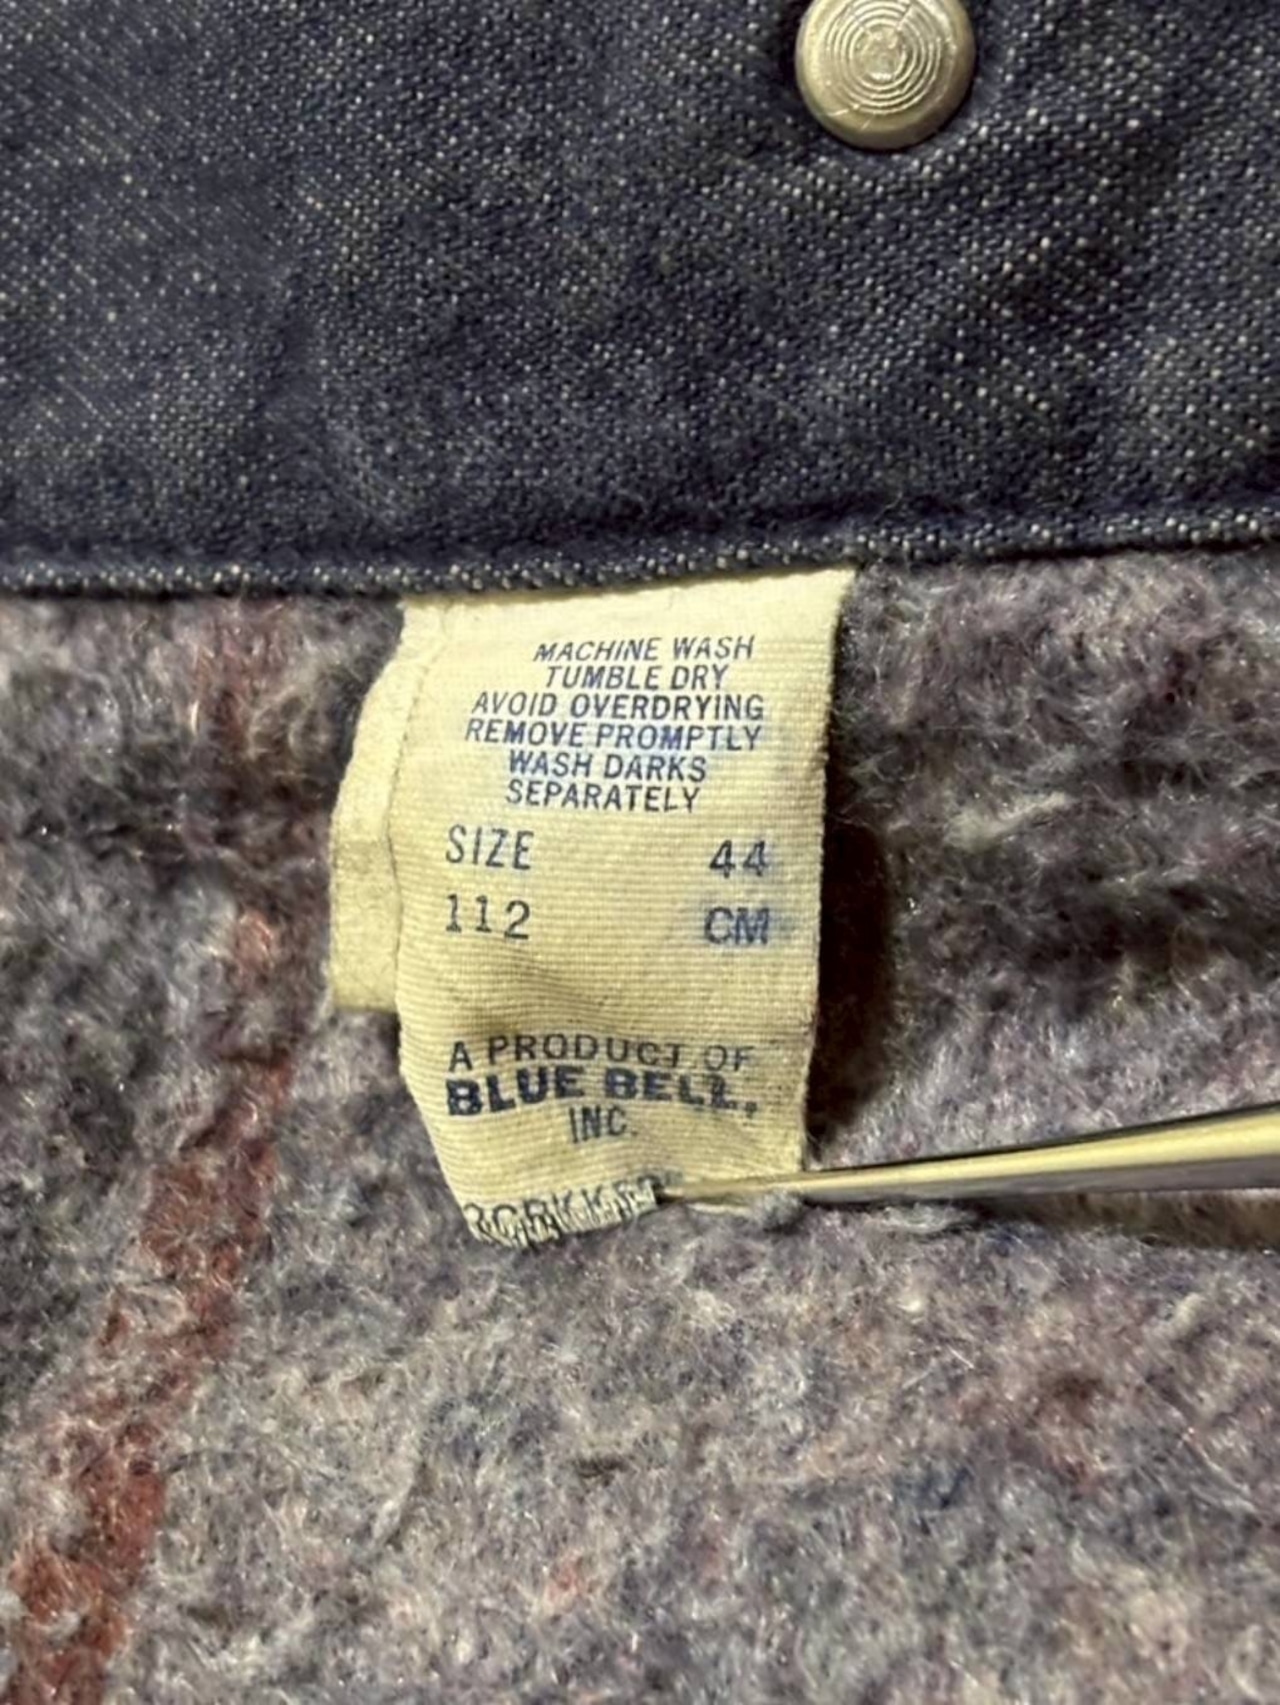 MACHINE WASH
TUMBLE DRY
AVOID OVERDRYING
REMOVE PROMPTLY
WASH DARKS
SEPARATELY
SIZE 44
112 CM
A PRODUCT OF
BLUE BELL,
INC.